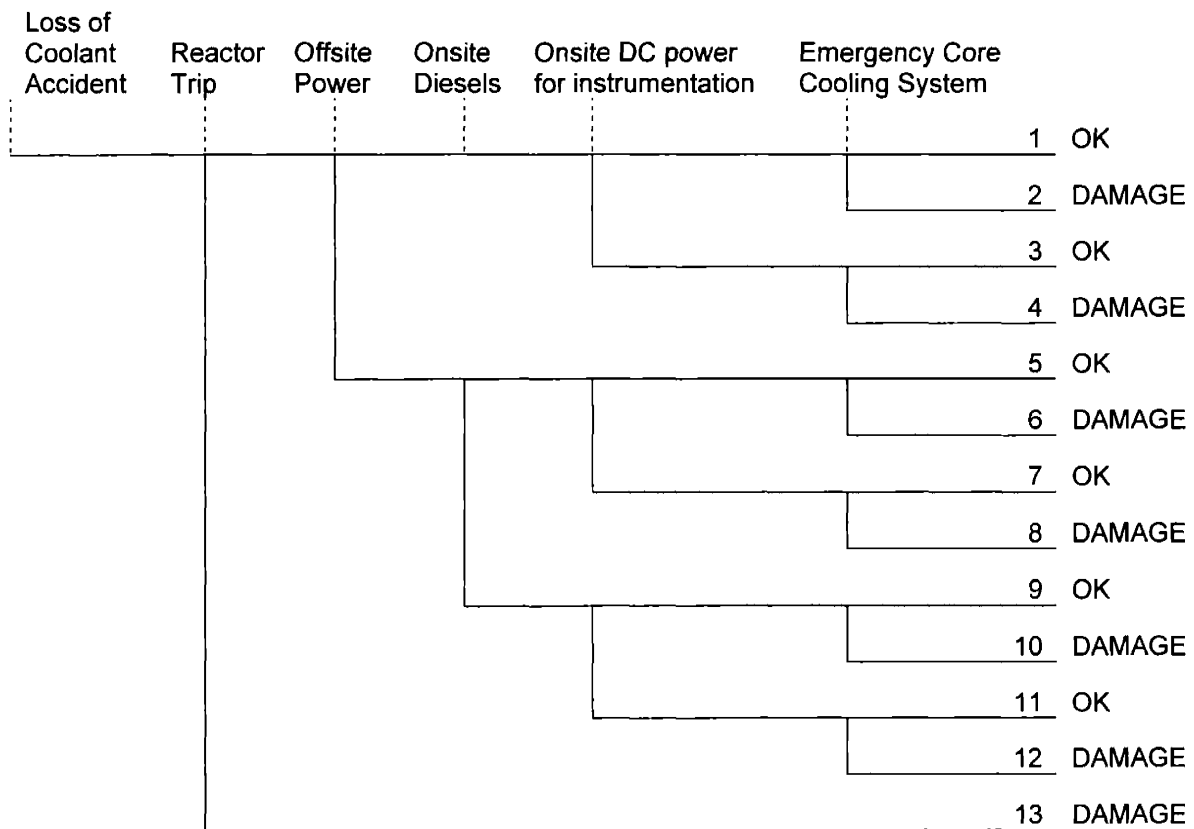 Loss of
Coolant
Accident
Reactor
Trip
Offsite
Power
Onsite
Diesels
Onsite DC power
for instrumentation
Emergency Core
Cooling System
1 OK
2 DAMAGE
3 OK
4 DAMAGE
5 OK
6 DAMAGE
7 OK
8 DAMAGE
9 OK
10 DAMAGE
11 OK
12 DAMAGE
13 DAMAGE